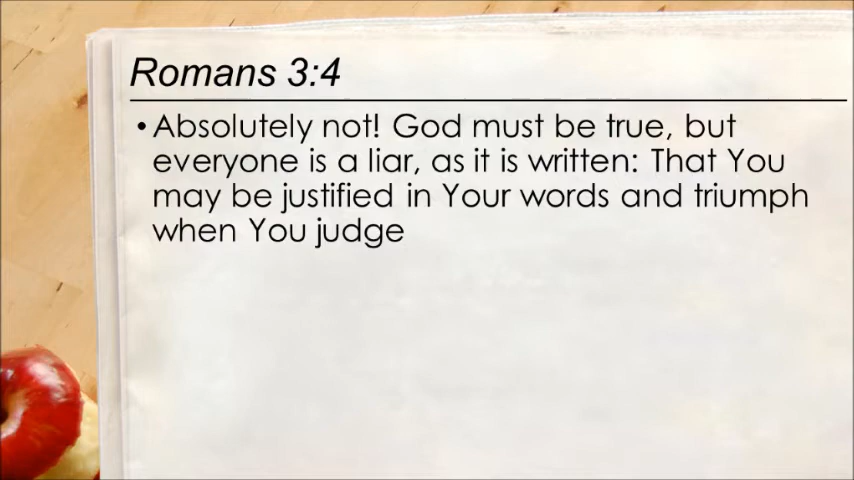 Romans 3:4
• Absolutely not! God must be true, but
everyone is a liar, as it is written: That You
may be justified in Your words and triumph
when You judge